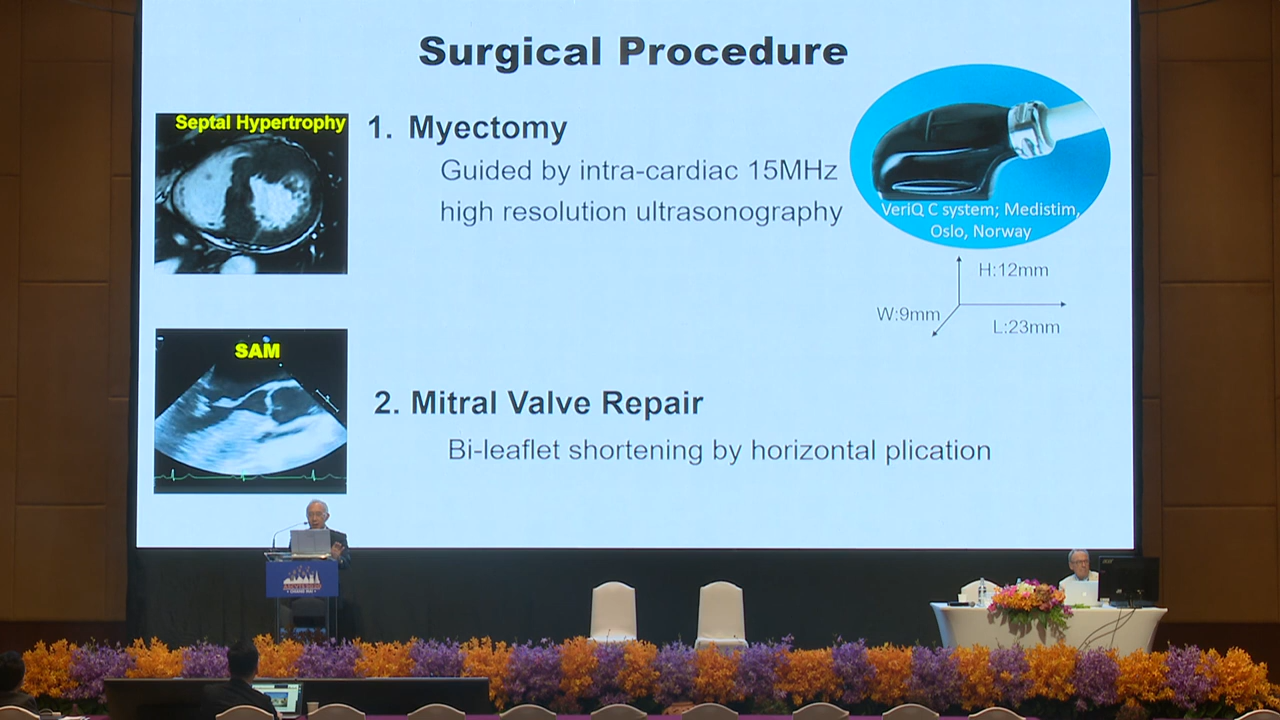 Surgical Procedure
Septal Hypertrophy
1. Myectomy
Guided by intra-cardiac 15MHz
high resolution ultrasonography
VeriQ C system; Medistim,
Oslo, Norway
H:12mm
W:9mm
L:23mm
SAM
2. Mitral Valve Repair
Bi-leaflet shortening by horizontal plication
acer